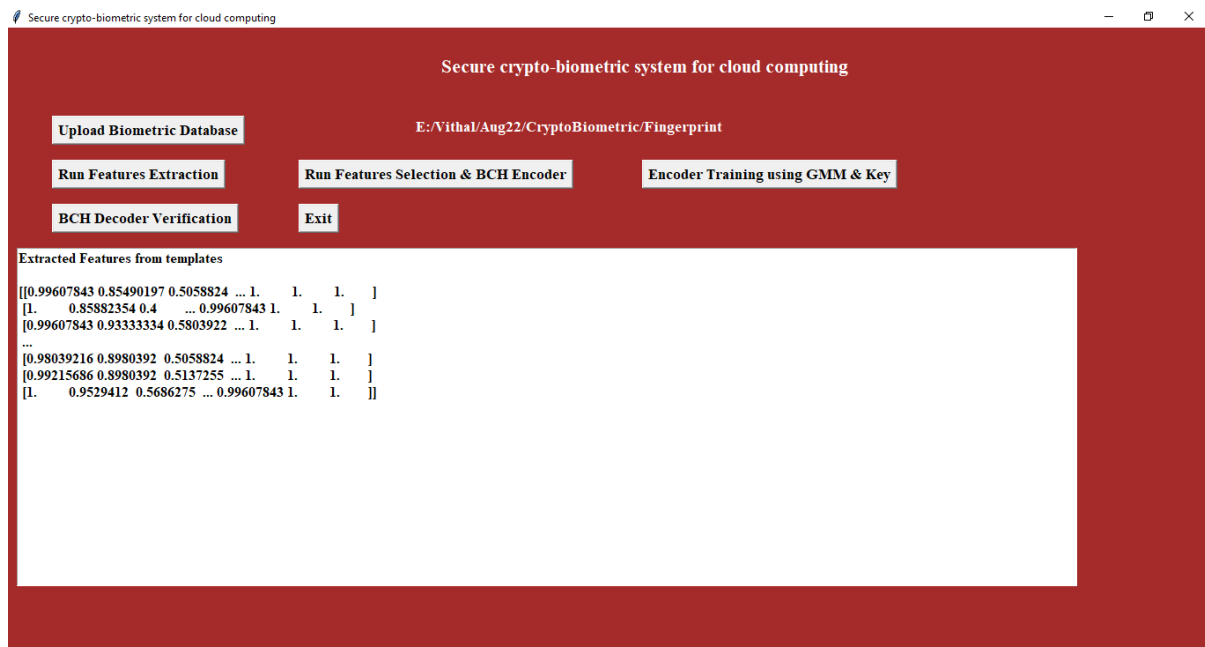 Secure crypto-biometric system for cloud computing
Secure crypto-biometric system for cloud computing
Upload Biometric Database E:/Vithal/Aug22/CryptoBiometric/Fingerprint
Run Features Extraction Run Features Selection & BCH Encoder Encoder Training using GMM & Key
BCH Decoder Verification Exit
Extracted Features from templates
[[0.99607843 0.85490197 0.5058824 ... 1. 1. 1. ]
[1. 0.85882354 0.4 ... 0.99607843 1. 1. ]
[0.99607843 0.93333334 0.5803922 ... 1. 1. 1. ]
...
[0.98039216 0.8980392 0.5058824 ... 1. 1. 1. ]
[0.99215686 0.8980392 0.5137255 ... 1. 1. 1. ]
[1. 0.9529412 0.5686275 ... 0.99607843 1. 1. ]]